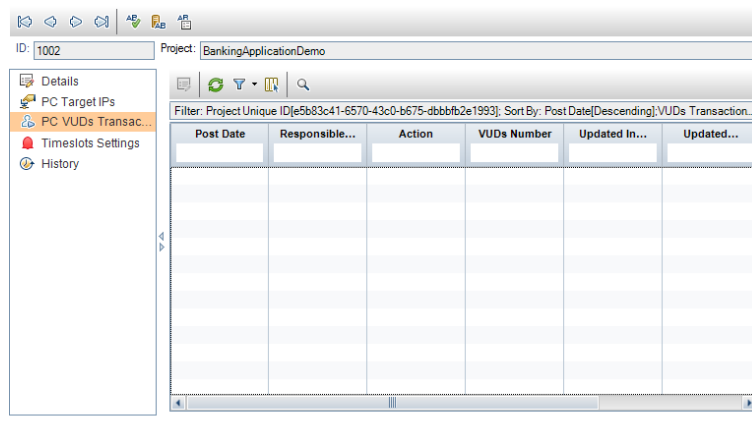 ID: 1002 Project: BankingApplicationDemo
Details
PC Target IPs
PC VUDs Transac...
Timeslots Settings
History
Filter: Project Unique ID[e5b83c41-6570-43c0-b675-dbbbfb2e1993]; Sort By: Post Date[Descending];VUDs Transaction...
Post Date Responsible... Action VUDs Number Updated In... Updated...